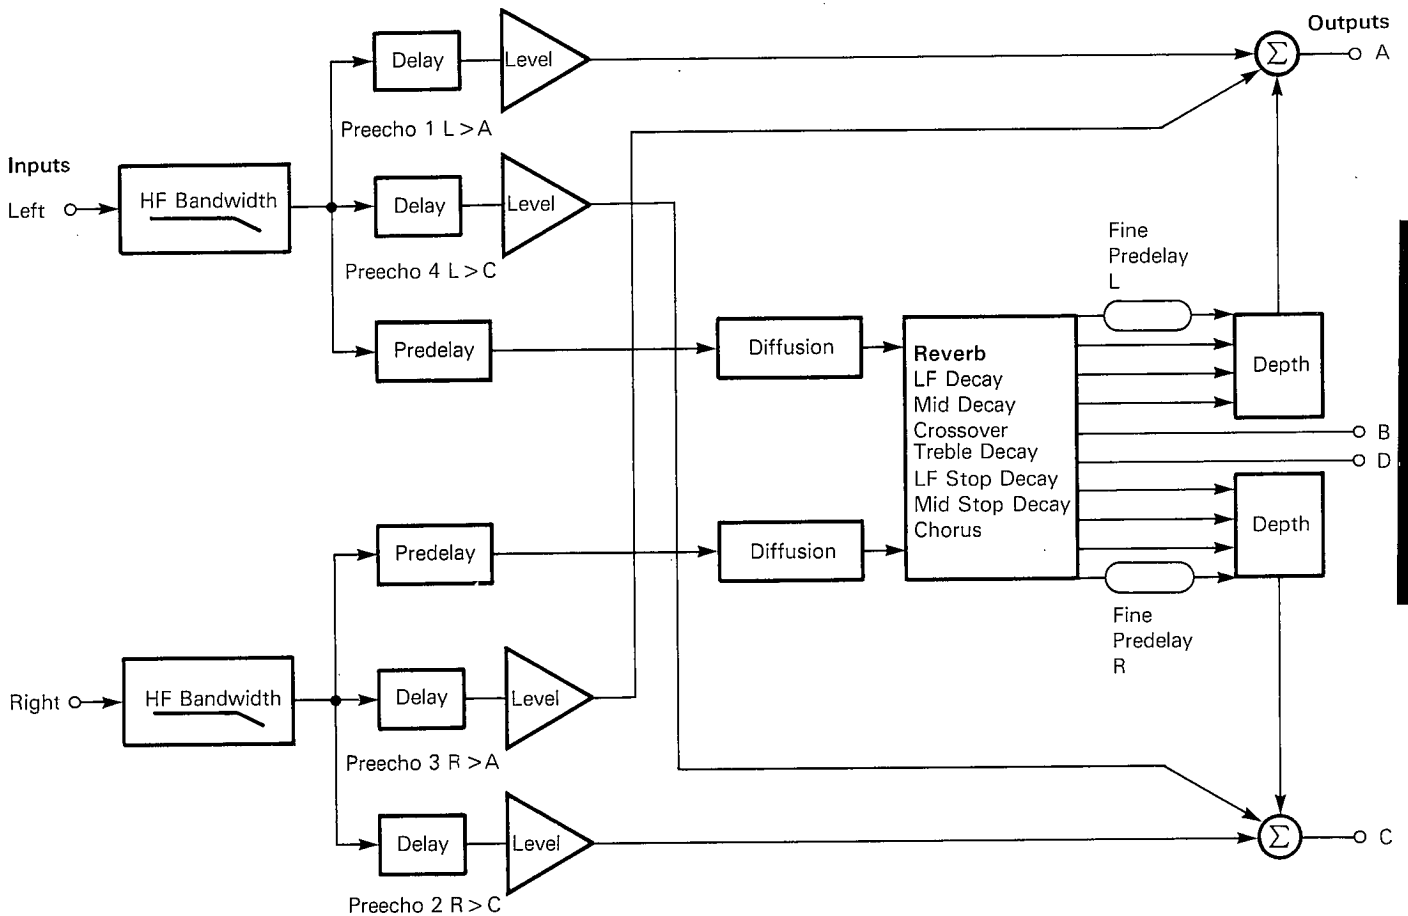 Outputs
Delay
Level
Σ
A
Preecho 1 L > A
Inputs
Left
HF Bandwidth
Delay
Level
Preecho 4 L > C
Fine
Predelay
L
Predelay
Diffusion
Reverb
LF Decay
Mid Decay
Crossover
Treble Decay
LF Stop Decay
Mid Stop Decay
Chorus
Depth
B
D
Depth
Predelay
Diffusion
Fine
Predelay
R
Right
HF Bandwidth
Delay
Level
Preecho 3 R > A
Delay
Level
Σ
C
Preecho 2 R > C